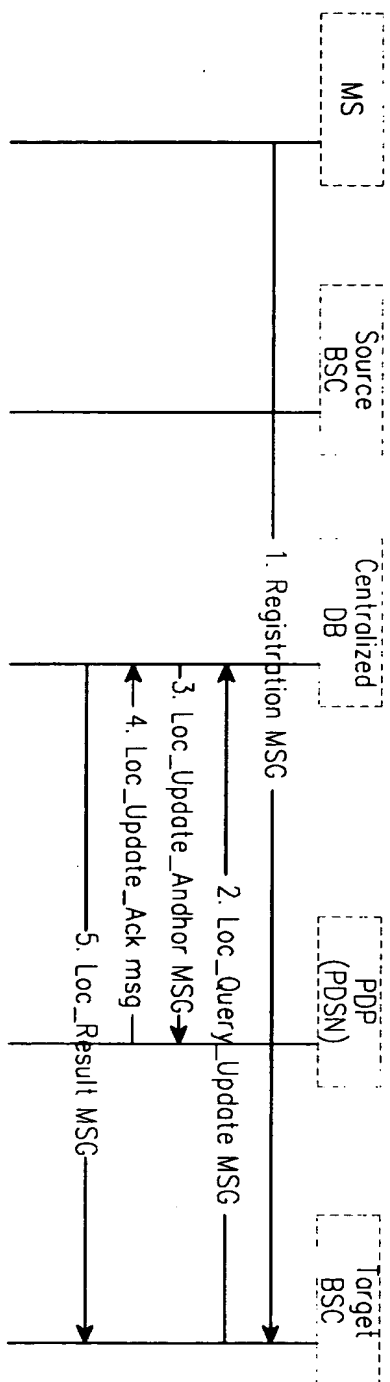 MS
Source
BSC
Centralized
DB
PDP
(PDSN)
Target
BSC
1. Registration MSG
2. Loc_Query_Update MSG
3. Loc_Update_Andhor MSG
4. Loc_Update_Ack msg
5. Loc_Result MSG